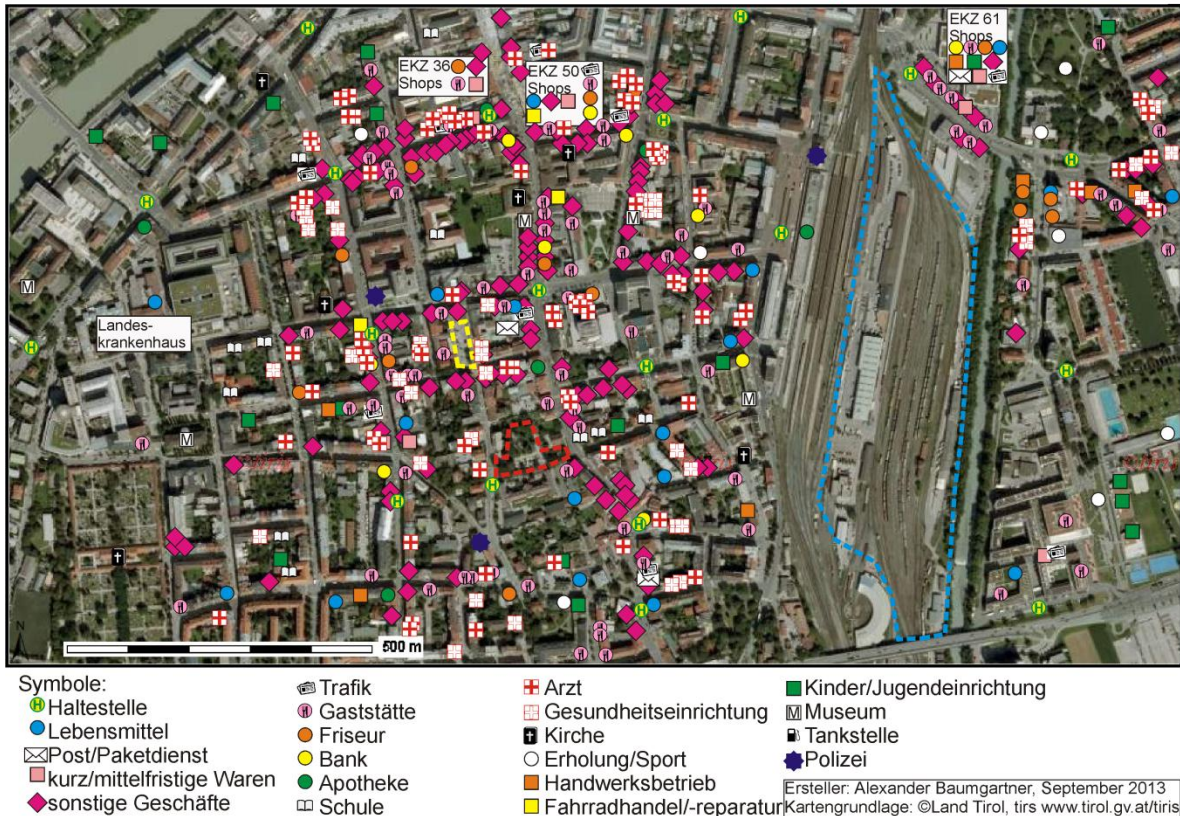 EKZ 36
Shops
EKZ 50
Shops
EKZ 61
Shops
Landes-
krankenhaus
500 m
Symbole:
Haltestelle
Lebensmittel
Post/Paketdienst
kurz/mittelfristige Waren
sonstige Geschäfte
Trafik
Gaststätte
Friseur
Bank
Apotheke
Schule
Arzt
Gesundheitseinrichtung
Kirche
Erholung/Sport
Handwerksbetrieb
Fahrradhandel/-reparatur
Kinder/Jugendeinrichtung
Museum
Tankstelle
Polizei
Ersteller: Alexander Baumgartner, September 2013
Kartengrundlage: ©Land Tirol, tirs www.tirol.gv.at/tiris